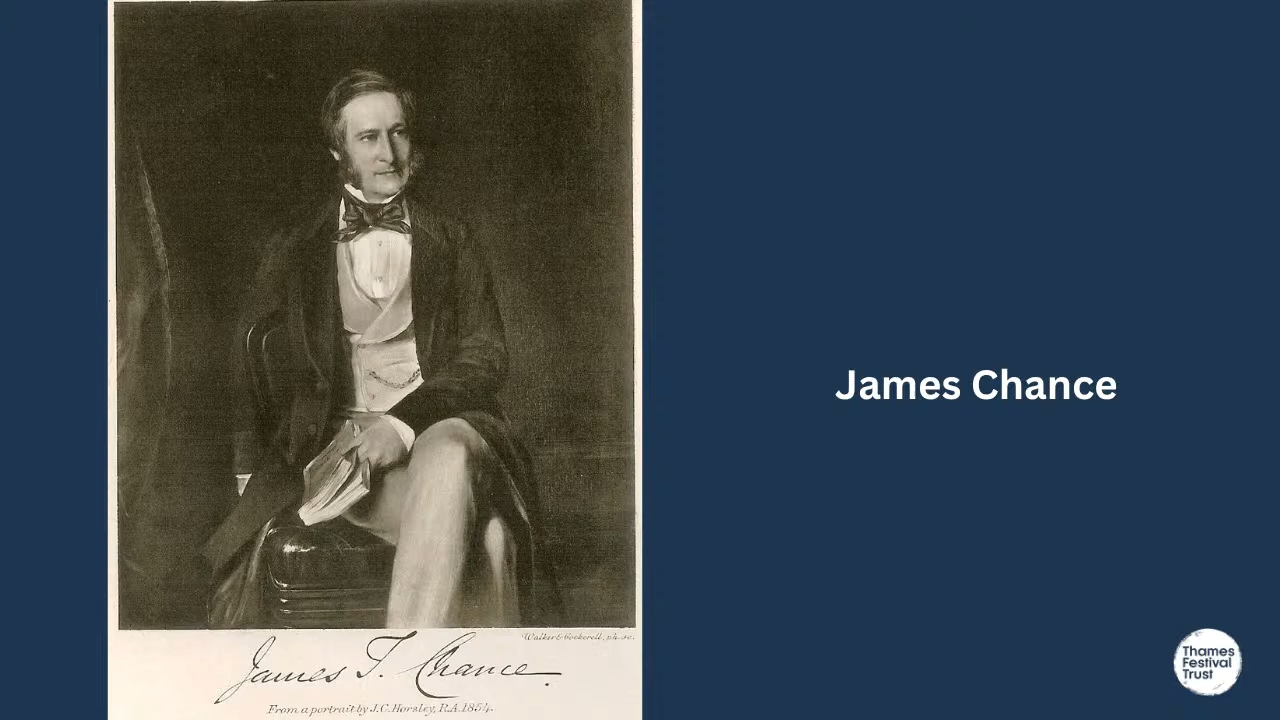 James Chance
Walker & Cockerell, ph. sc.
James T. Chance.
From a portrait by J.C. Horsley, R.A. 1854.
Thames
Festival
Trust